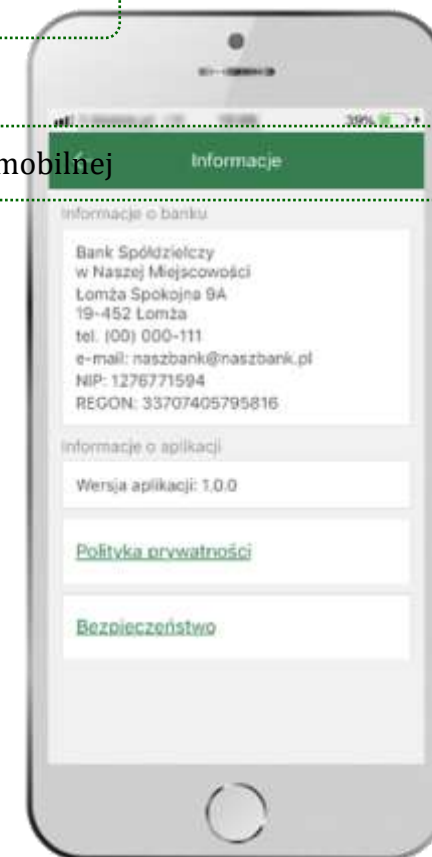 39%
mobilnej
Informacje
Informacje o banku
Bank Spółdzielczy
w Naszej Miejscowości
Łomża Spokojna 9A
19-452 Łomża
tel. (00) 000-111
e-mail: naszbank@naszbank.pl
NIP: 1276771594
REGON: 33707405795816
Informacje o aplikacji
Wersja aplikacji: 1.0.0
Polityka prywatności
Bezpieczeństwo